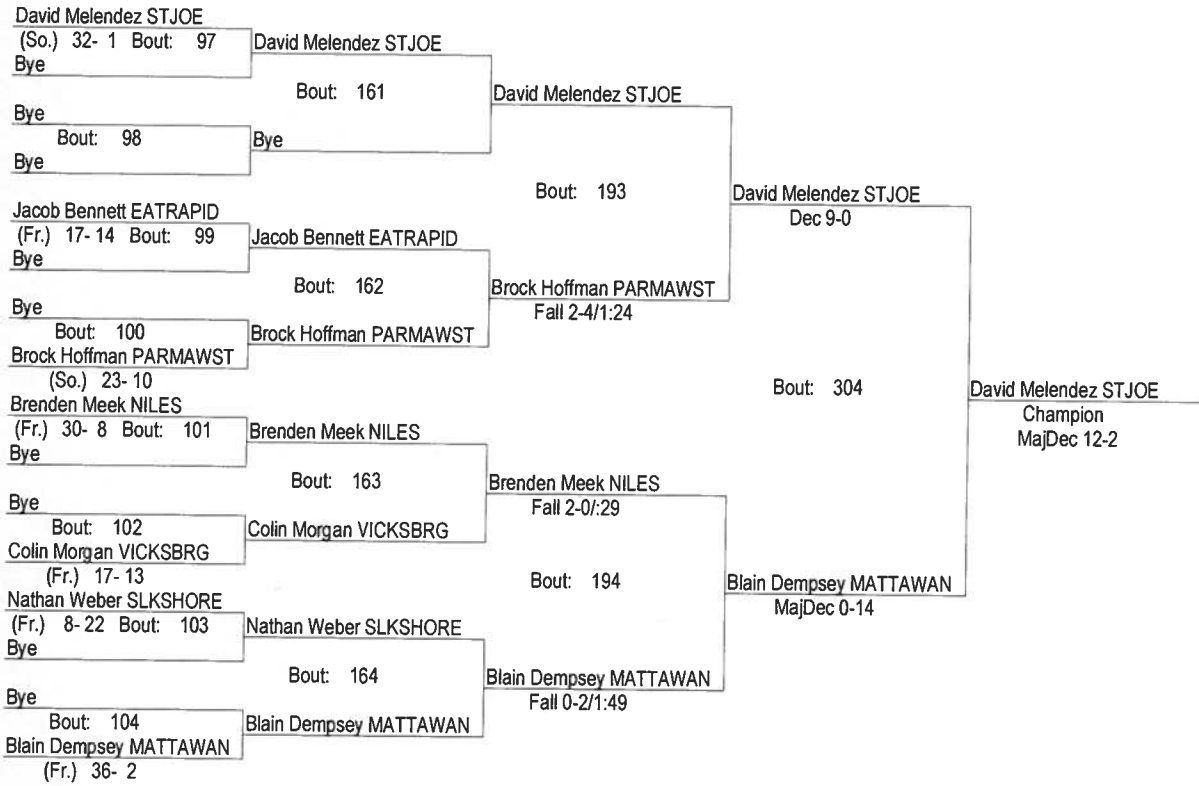 David Melendez STJOE
(So.) 32- 1 Bout: 97
Bye
Bye
Bout: 98
Bye
Jacob Bennett EATRAPID
(Fr.) 17- 14 Bout: 99
Bye
Bye
Bout: 100
Brock Hoffman PARMAWST
(So.) 23- 10
Brenden Meek NILES
(Fr.) 30- 8 Bout: 101
Bye
Bye
Bout: 102
Colin Morgan VICKSBRG
(Fr.) 17- 13
Nathan Weber SLKSHORE
(Fr.) 8- 22 Bout: 103
Bye
Bye
Bout: 104
Blain Dempsey MATTAWAN
(Fr.) 36- 2
David Melendez STJOE
Bout: 161
Bye
Jacob Bennett EATRAPID
Bout: 162
Brock Hoffman PARMAWST
Brenden Meek NILES
Bout: 163
Colin Morgan VICKSBRG
Nathan Weber SLKSHORE
Bout: 164
Blain Dempsey MATTAWAN
David Melendez STJOE
Bout: 193
Brock Hoffman PARMAWST
Fall 2-4/1:24
Brenden Meek NILES
Fall 2-0/:29
Bout: 194
Blain Dempsey MATTAWAN
Fall 0-2/1:49
David Melendez STJOE
Dec 9-0
Bout: 304
Blain Dempsey MATTAWAN
MajDec 0-14
David Melendez STJOE
Champion
MajDec 12-2